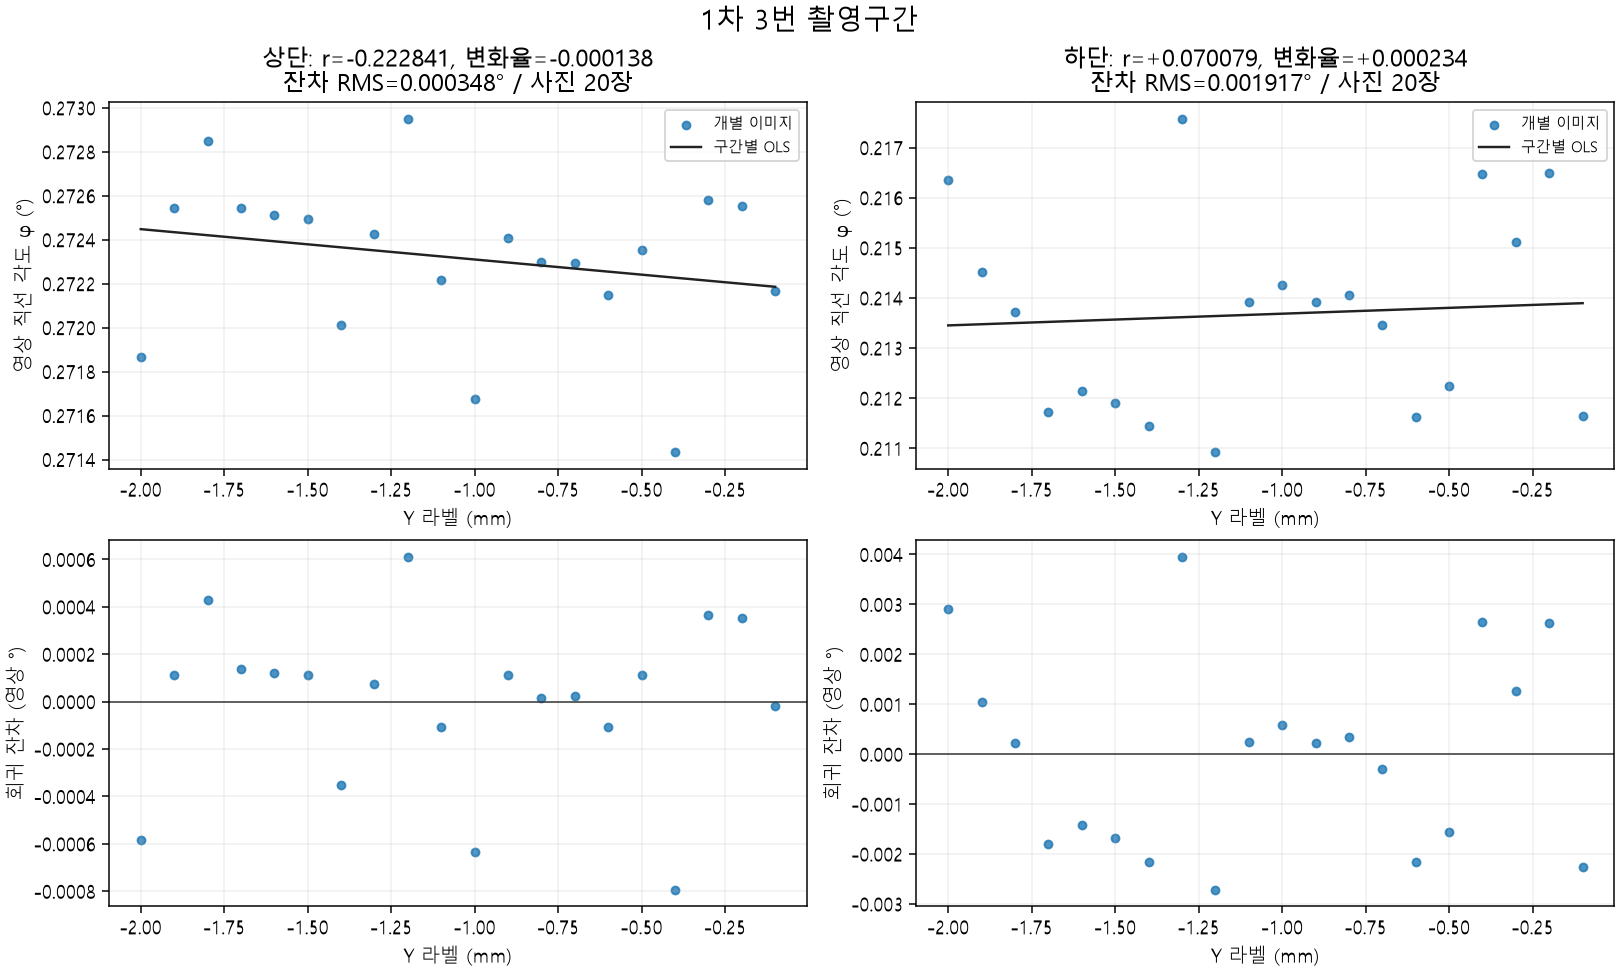 1차 3번 촬영구간
상단: r=-0.222841, 변화율=-0.000138
잔차 RMS=0.000348° / 사진 20장
영상 직선 각도 φ (°)
0.2730
0.2728
0.2726
0.2724
0.2722
0.2720
0.2718
0.2716
0.2714
개별 이미지
구간별 OLS
-2.00 -1.75 -1.50 -1.25 -1.00 -0.75 -0.50 -0.25
Y 라벨 (mm)
하단: r=+0.070079, 변화율=+0.000234
잔차 RMS=0.001917° / 사진 20장
영상 직선 각도 φ (°)
0.217
0.216
0.215
0.214
0.213
0.212
0.211
개별 이미지
구간별 OLS
-2.00 -1.75 -1.50 -1.25 -1.00 -0.75 -0.50 -0.25
Y 라벨 (mm)
회귀 잔차 (영상 °)
0.0006
0.0004
0.0002
0.0000
-0.0002
-0.0004
-0.0006
-0.0008
-2.00 -1.75 -1.50 -1.25 -1.00 -0.75 -0.50 -0.25
Y 라벨 (mm)
회귀 잔차 (영상 °)
0.004
0.003
0.002
0.001
0.000
-0.001
-0.002
-0.003
-2.00 -1.75 -1.50 -1.25 -1.00 -0.75 -0.50 -0.25
Y 라벨 (mm)